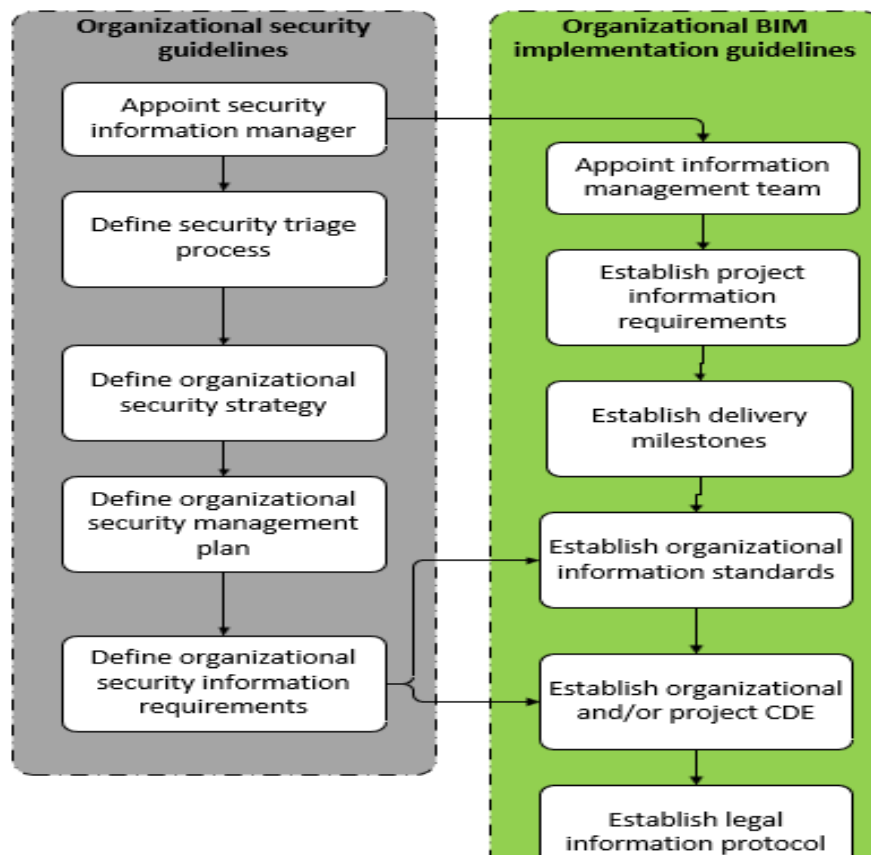 Organizational security
guidelines
Appoint security
information manager
Define security triage
process
Define organizational
security strategy
Define organizational
security management
plan
Define organizational
security information
requirements
Organizational BIM
implementation guidelines
Appoint information
management team
Establish project
information
requirements
Establish delivery
milestones
Establish organizational
information standards
Establish organizational
and/or project CDE
Establish legal
information protocol